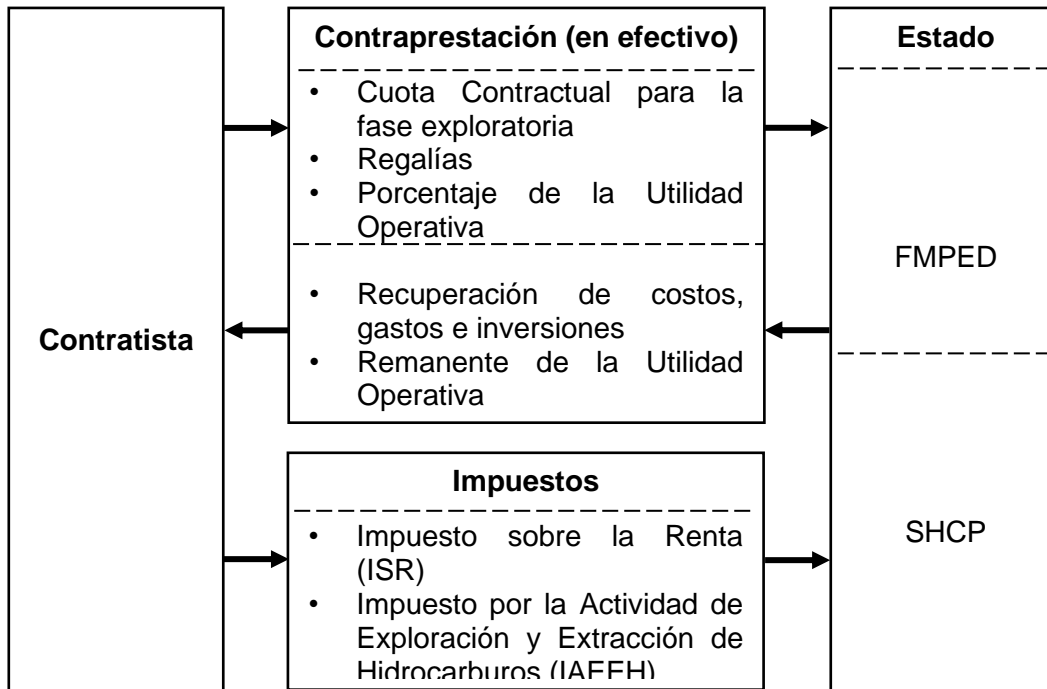 Contratista
Contraprestación (en efectivo)
• Cuota Contractual para la
fase exploratoria
• Regalías
• Porcentaje de la Utilidad
Operativa
• Recuperación de costos,
gastos e inversiones
• Remanente de la Utilidad
Operativa
Impuestos
• Impuesto sobre la Renta
(ISR)
• Impuesto por la Actividad de
Exploración y Extracción de
Hidrocarburos (IAEEH)
Estado
FMPED
SHCP